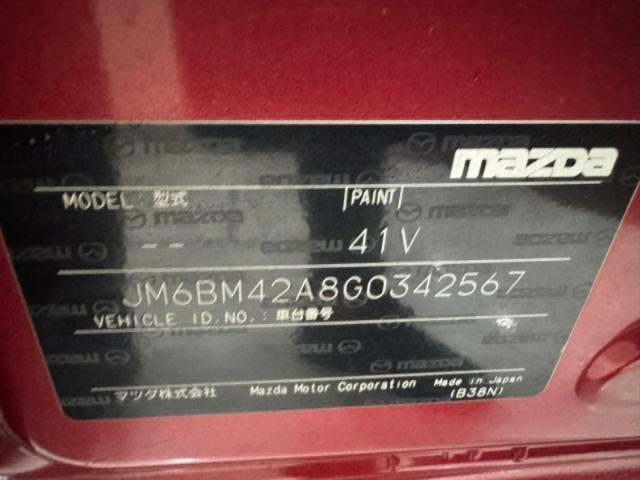 mazda
MODEL : 型式 PAINT
-- 41V
JM6BM42A8G0342567
VEHICLE ID.NO. : 車台番号
マツダ株式会社 Mazda Motor Corporation Made in Japan
(B38N)